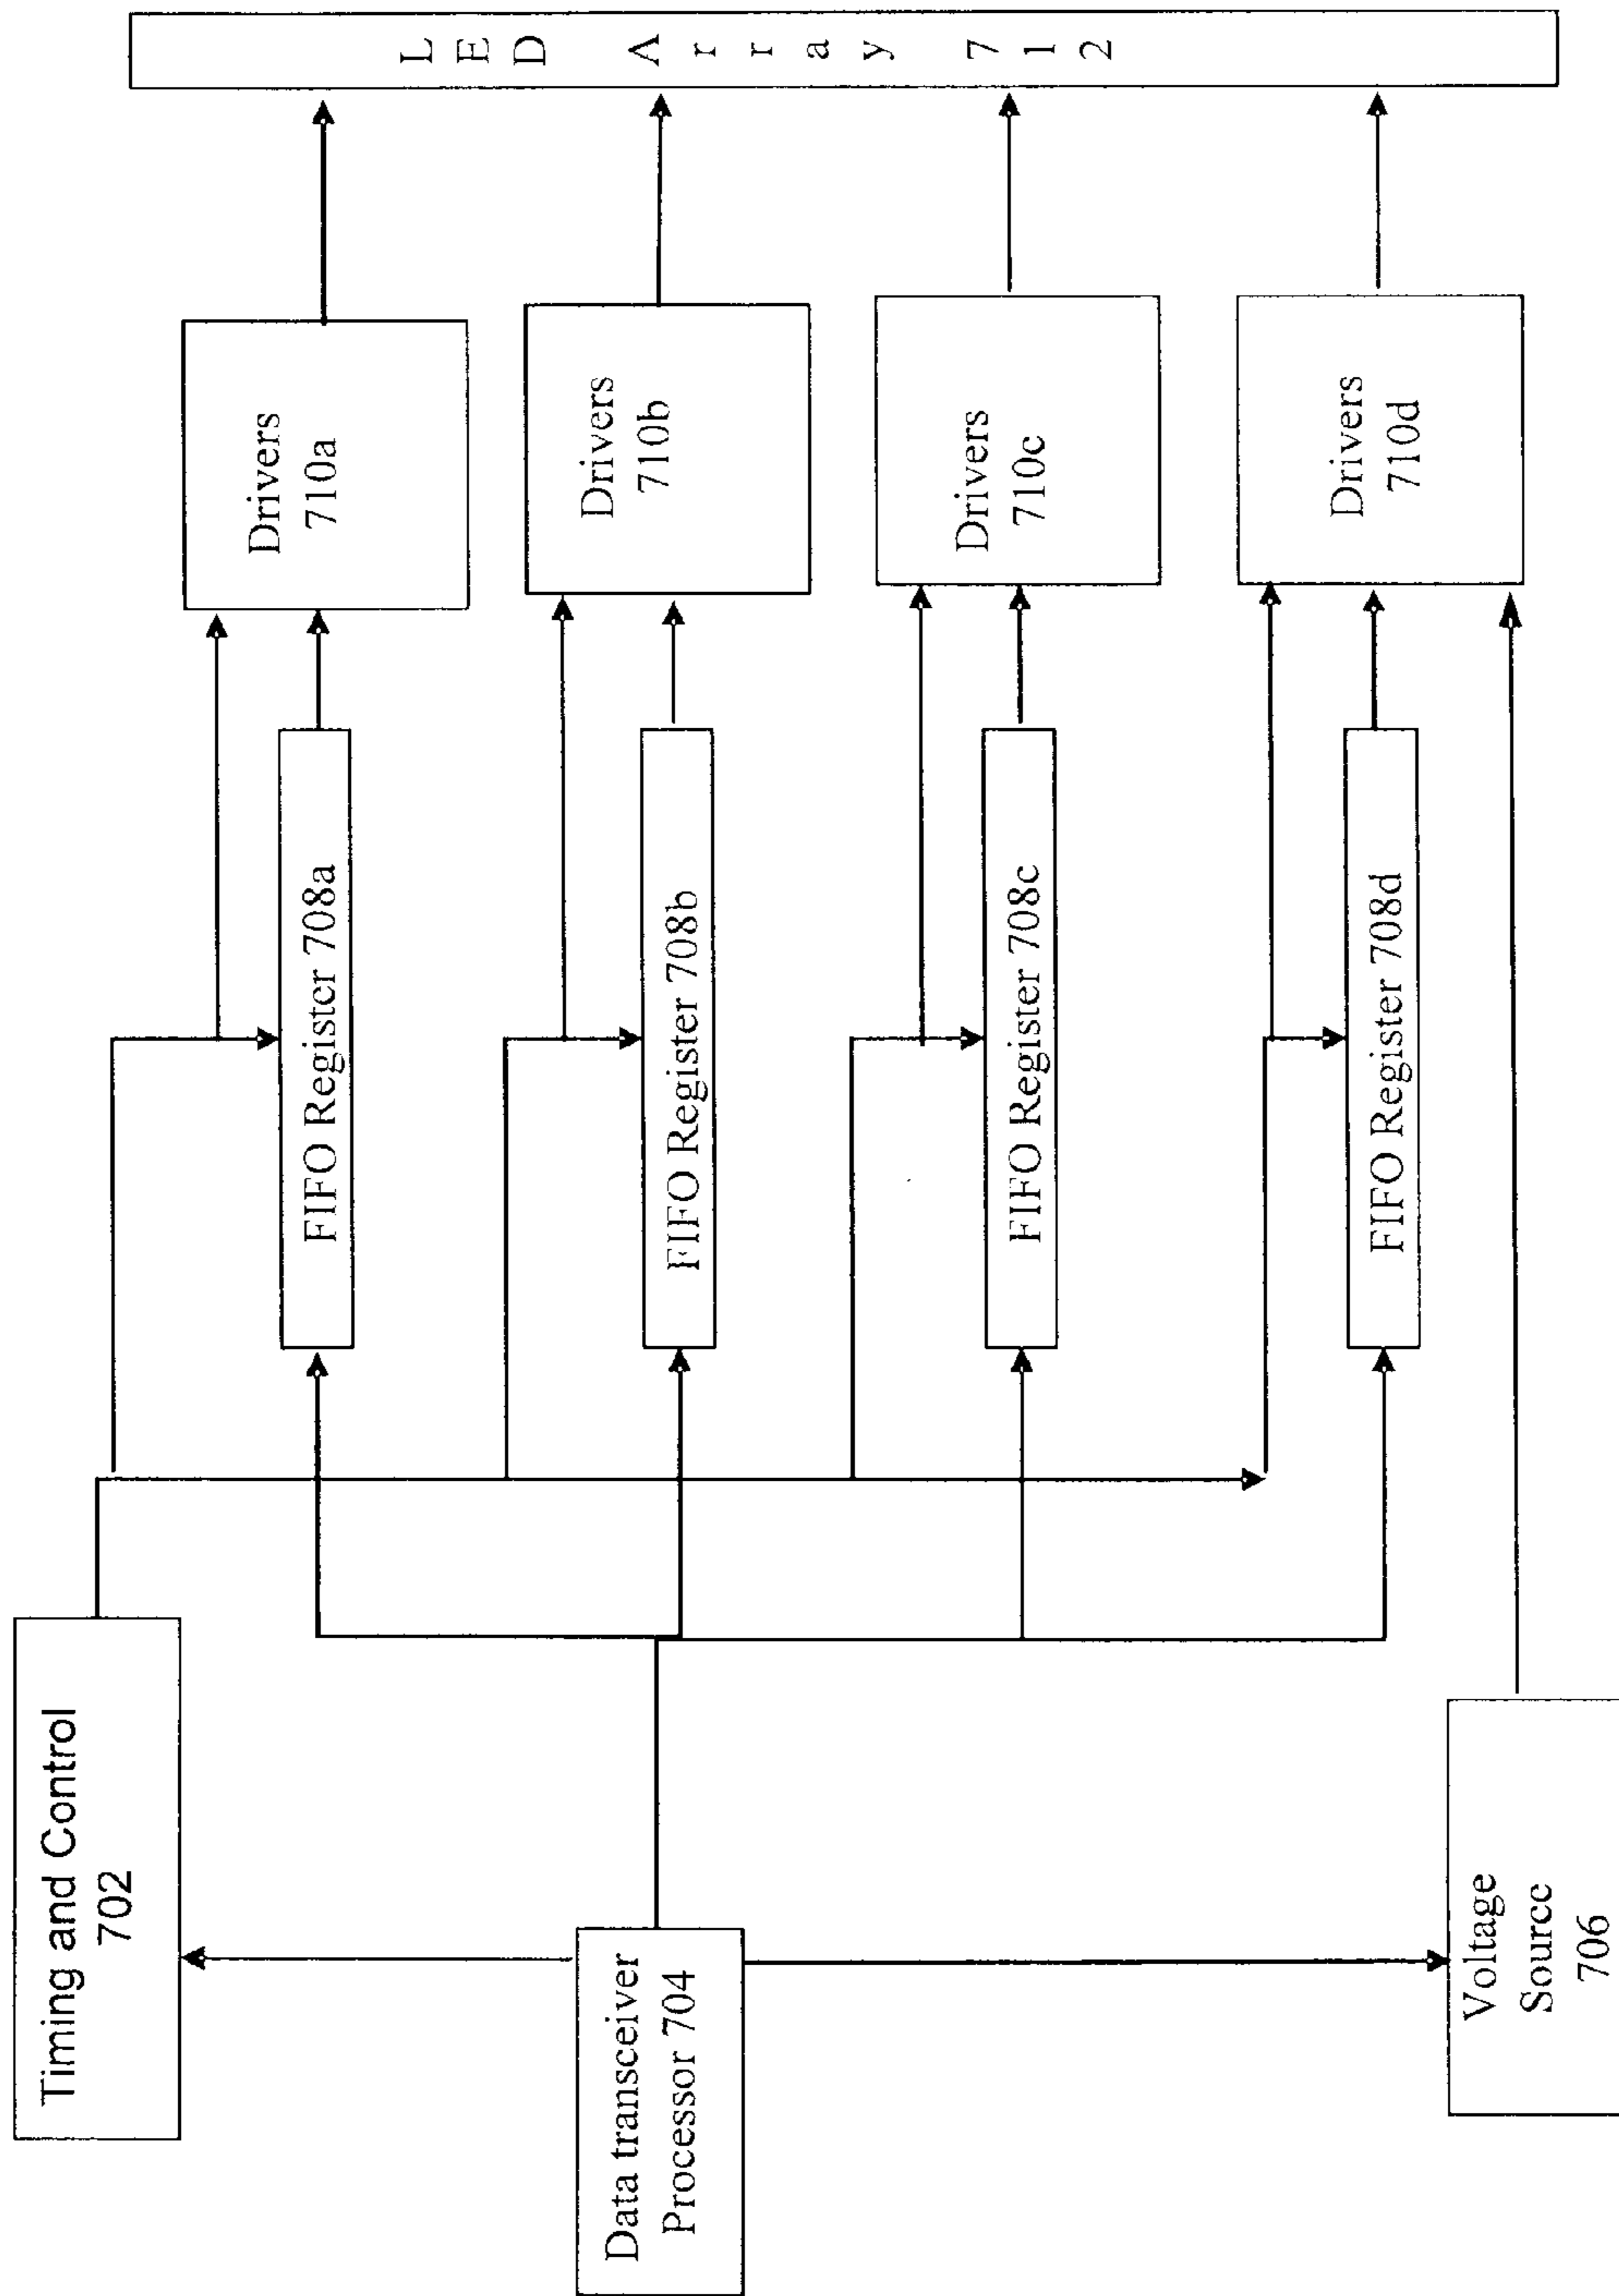 Timing and Control
702
Data transceiver
Processor 704
Voltage
Source
706
FIFO Register 708a
FIFO Register 708b
FIFO Register 708c
FIFO Register 708d
Drivers
710a
Drivers
710b
Drivers
710c
Drivers
710d
LED Array 712